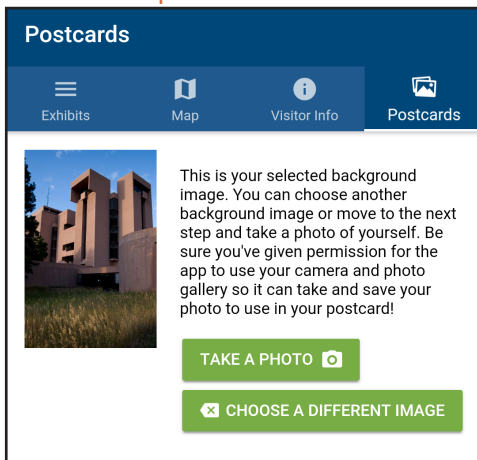 Postcards
Exhibits
Map
Visitor Info
Postcards
This is your selected background
image. You can choose another
background image or move to the next
step and take a photo of yourself. Be
sure you've given permission for the
app to use your camera and photo
gallery so it can take and save your
photo to use in your postcard!
TAKE A PHOTO
CHOOSE A DIFFERENT IMAGE